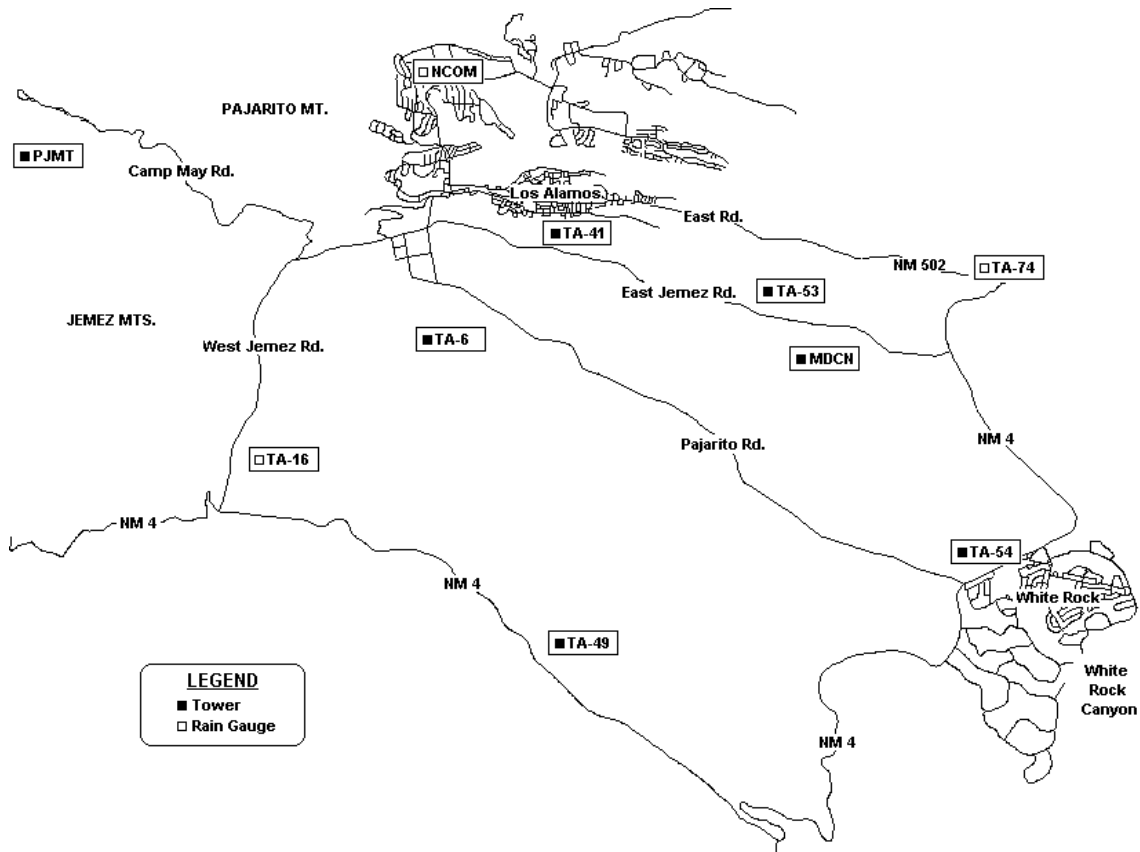 NCOM
PAJARITO MT.
PJMT
Camp May Rd.
Los Alamos
East Rd.
TA-41
NM 502
TA-74
East Jemez Rd.
TA-53
JEMEZ MTS.
West Jemez Rd.
TA-6
MDCN
Pajarito Rd.
NM 4
TA-16
NM 4
TA-54
NM 4
White Rock
TA-49
White
Rock
Canyon
LEGEND
Tower
Rain Gauge
NM 4